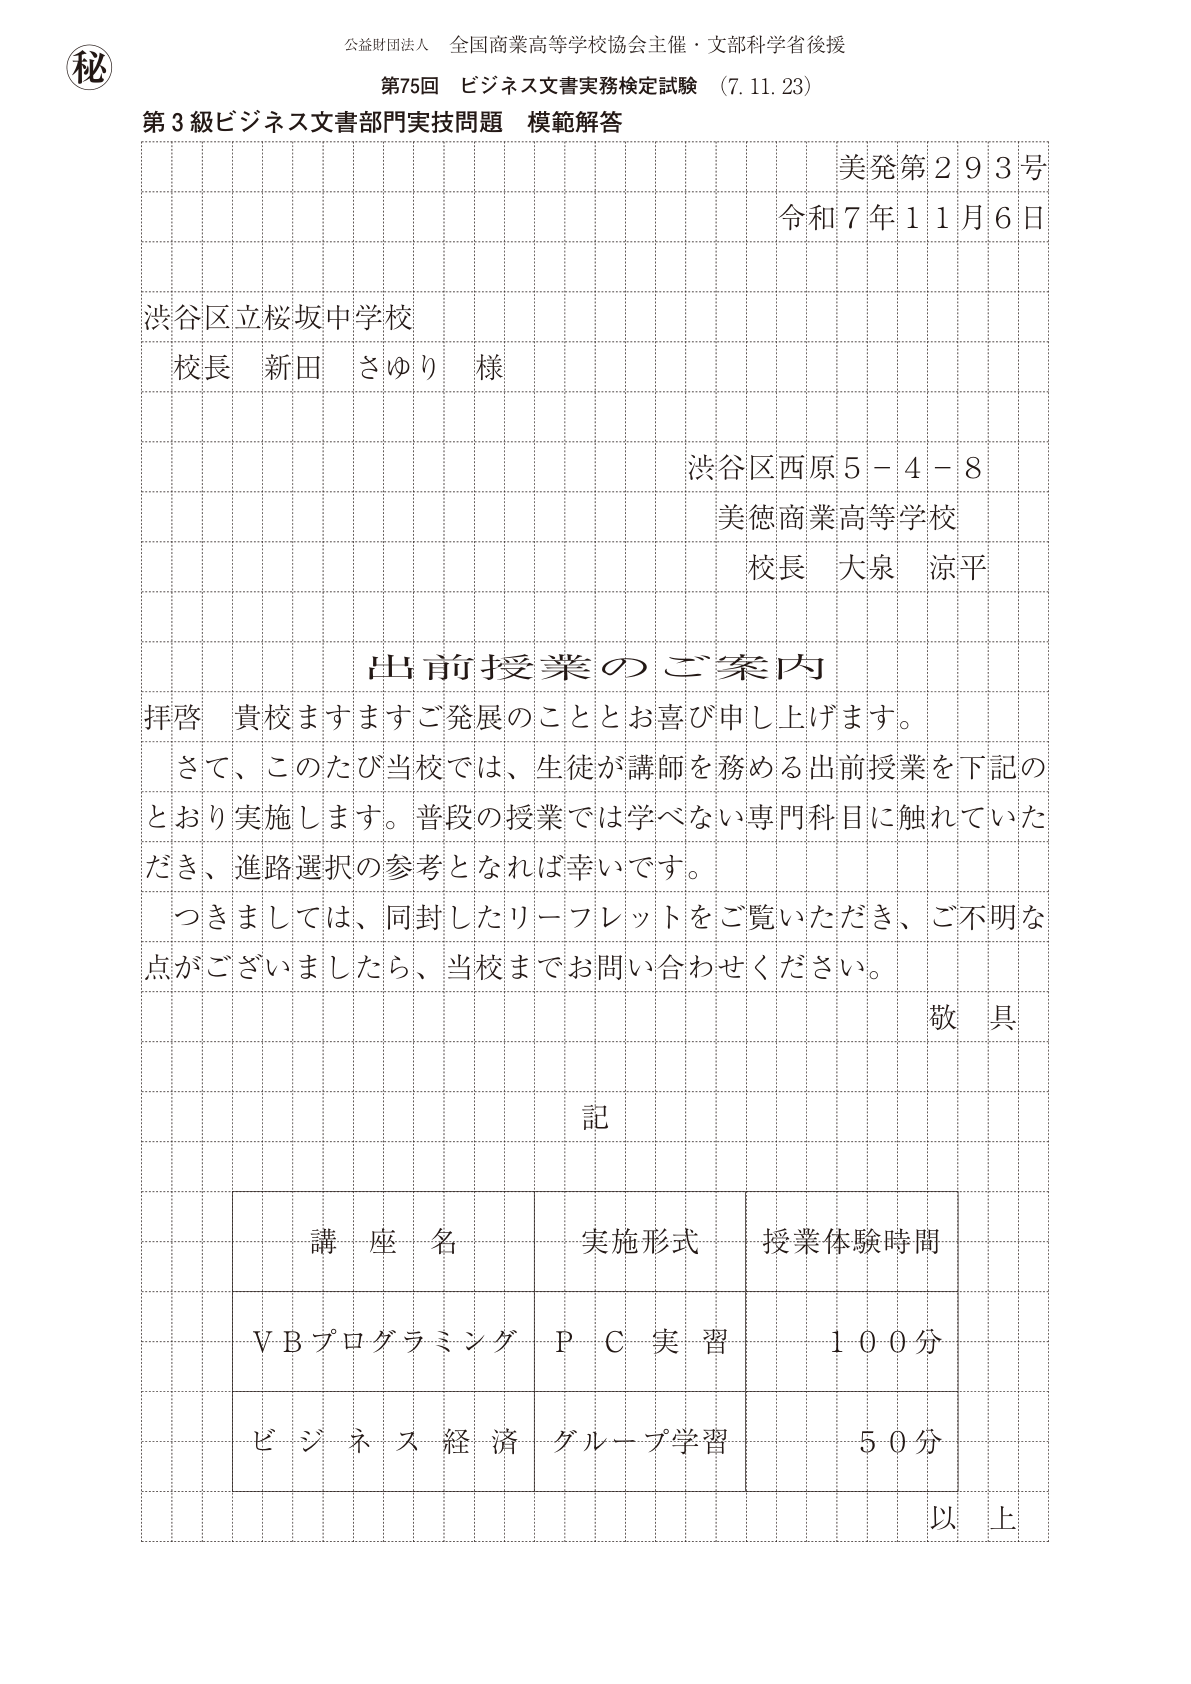 ㊙
公益財団法人　全国商業高等学校協会主催・文部科学省後援
第75回　ビジネス文書実務検定試験　（7. 11. 23）
第３級ビジネス文書部門実技問題　模範解答
美発第２９３号
令和７年１１月６日
渋谷区立桜坂中学校
校長　新田　さゆり　様
渋谷区西原５－４－８
美徳商業高等学校
校長　大泉　涼平
出前授業のご案内
拝啓　貴校ますますご発展のこととお喜び申し上げます。
さて、このたび当校では、生徒が講師を務める出前授業を下記の
とおり実施します。普段の授業では学べない専門科目に触れていた
だき、進路選択の参考となれば幸いです。
つきましては、同封したリーフレットをご覧いただき、ご不明な
点がございましたら、当校までお問い合わせください。
敬　具
記
講　座　名　実施形式　授業体験時間
ＶＢプログラミング　Ｐ　Ｃ　実　習　１００分
ビ　ジ　ネ　ス　経　済　グループ学習　５０分
以　上